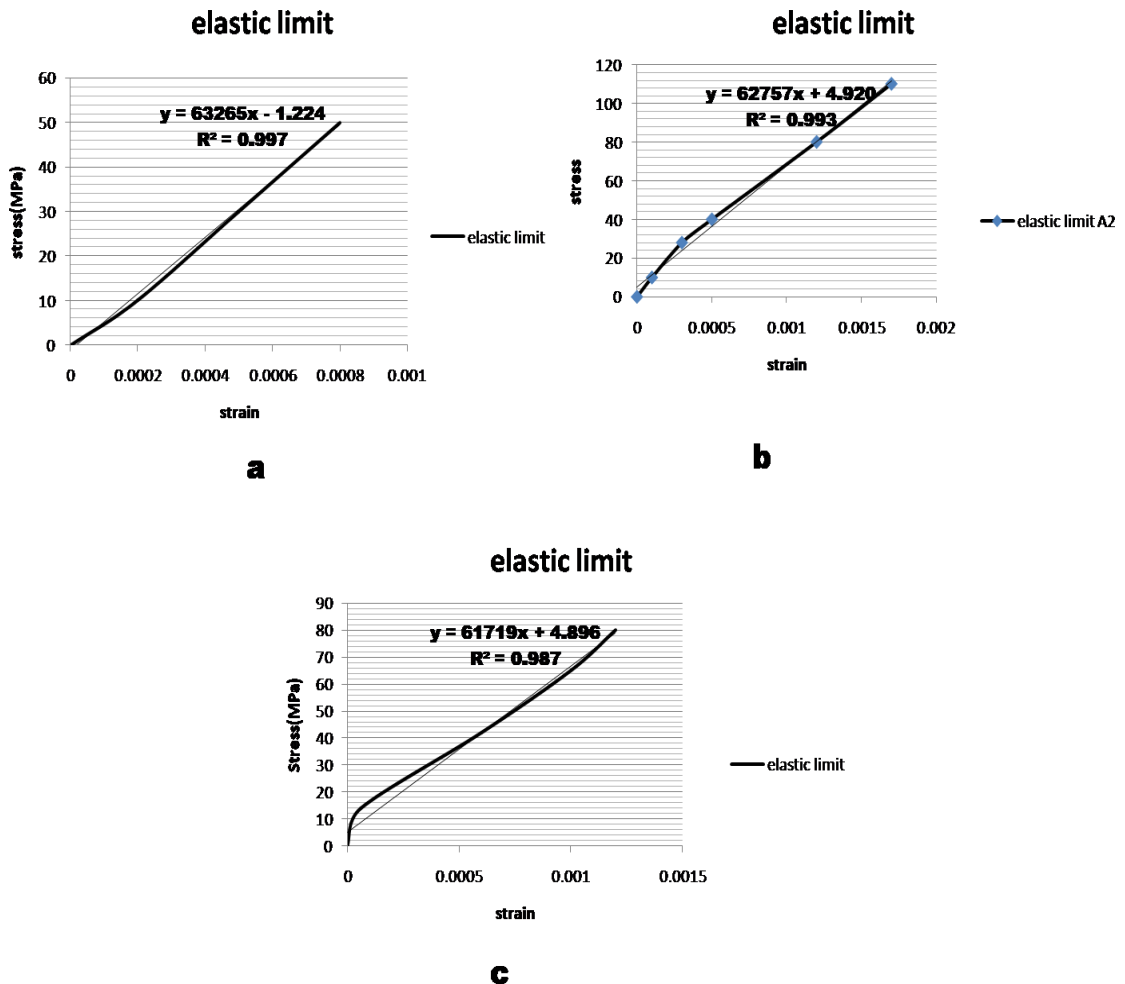 elastic limit
60
50
40
30
20
10
0
stress(MPa)
y = 63265x - 1.224
R² = 0.997
elastic limit
0 0.0002 0.0004 0.0006 0.0008 0.001
strain
a
elastic limit
120
100
80
60
40
20
0
stress
y = 62757x + 4.920
R² = 0.993
elastic limit A2
0 0.0005 0.001 0.0015 0.002
strain
b
elastic limit
90
80
70
60
50
40
30
20
10
0
Stress(MPa)
y = 61719x + 4.896
R² = 0.987
elastic limit
0 0.0005 0.001 0.0015
strain
c